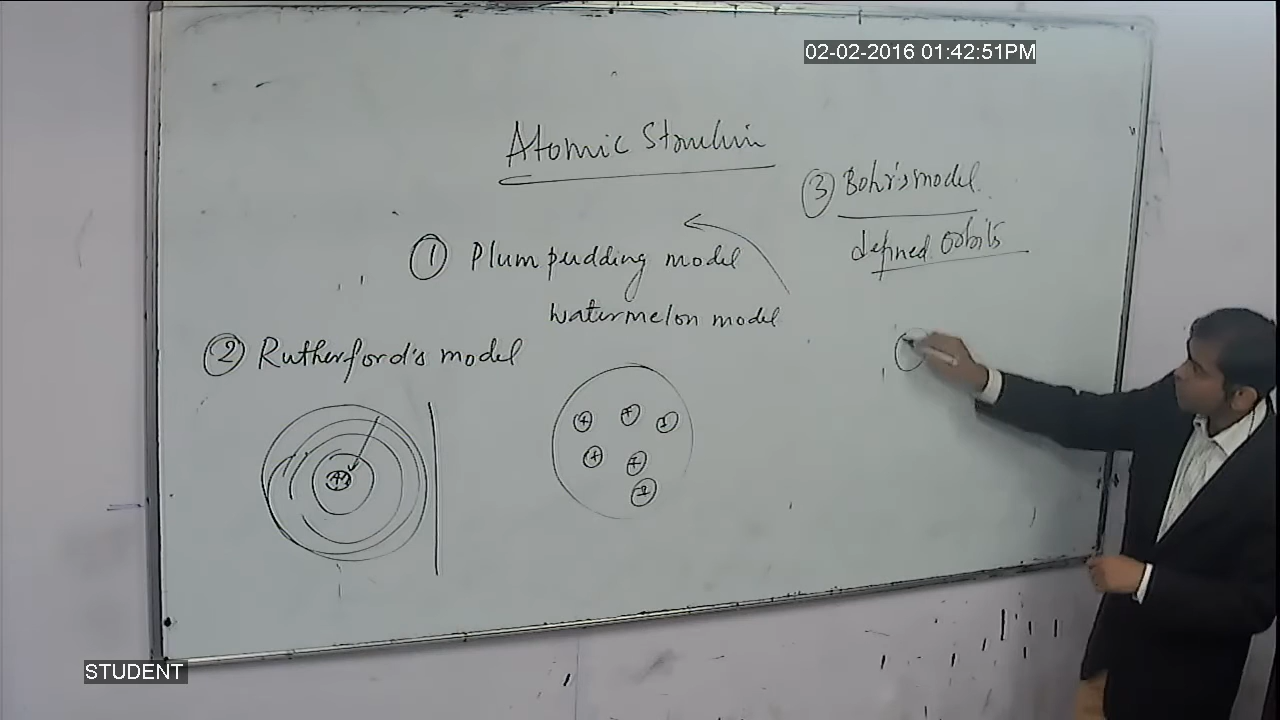 02-02-2016 01:42:51PM
Atomic Structure
① Plum pudding model
watermelon model
② Rutherford's model
+
+ + -
+ +
-
③ Bohr's model
defined Orbits
STUDENT